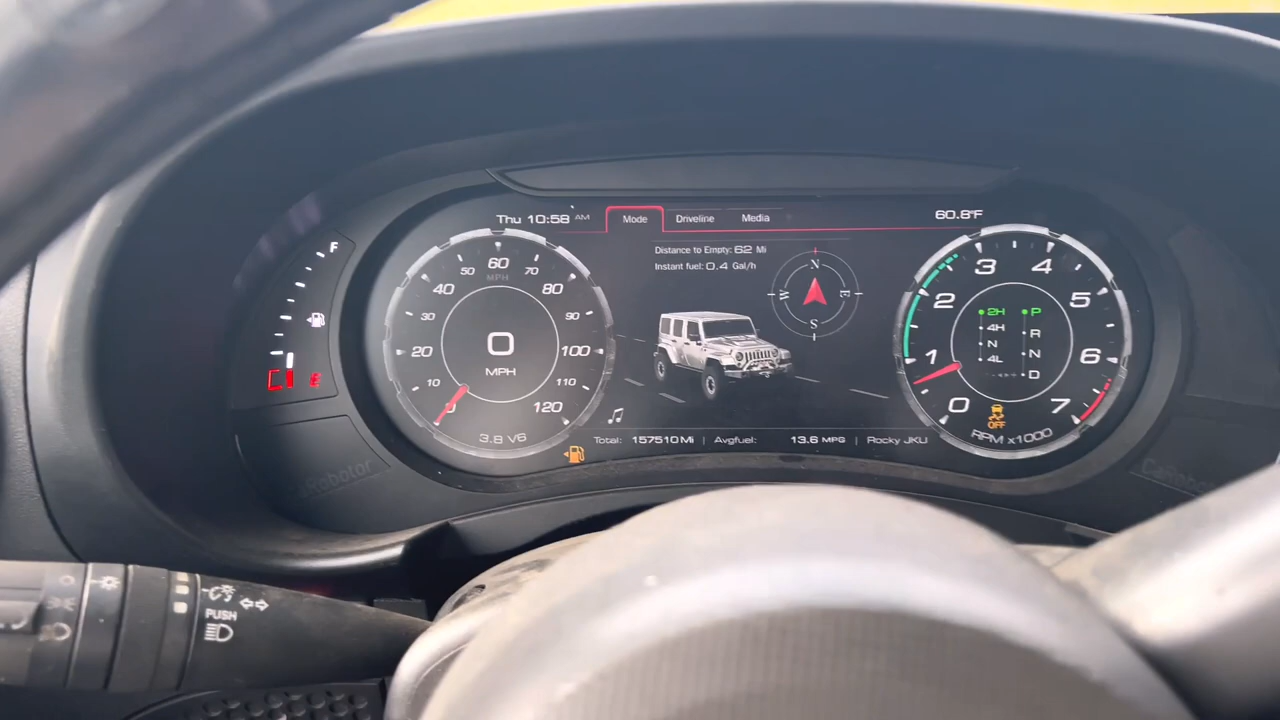 Thu 10:58 AM
Mode
Driveline
Media
60.8°F
Distance to Empty: 62 Mi
Instant fuel: 0.4 Gal/h
F
E
0
10
20
30
40
50
60
70
80
90
100
110
120
MPH
0
MPH
3.8 V6
N
E
S
W
0
1
2
3
4
5
6
7
2H
4H
N
4L
P
R
N
D
OFF
RPM x1000
Total: 157510 Mi | Avgfuel: 13.6 MPG | Rocky JKU
CaRobotor
CaRobotor
PUSH